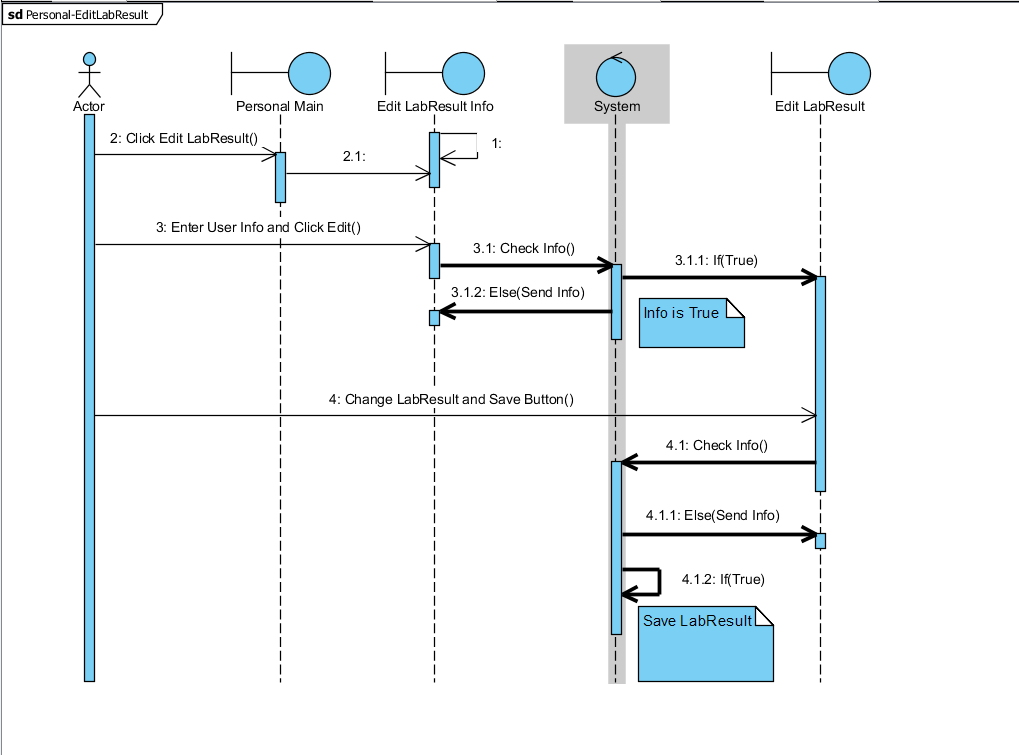 sd Personal-EditLabResult
Actor
Personal Main
Edit LabResult Info
System
Edit LabResult
2: Click Edit LabResult()
1:
2.1:
3: Enter User Info and Click Edit()
3.1: Check Info()
3.1.1: If(True)
3.1.2: Else(Send Info)
Info is True
4: Change LabResult and Save Button()
4.1: Check Info()
4.1.1: Else(Send Info)
4.1.2: If(True)
Save LabResult